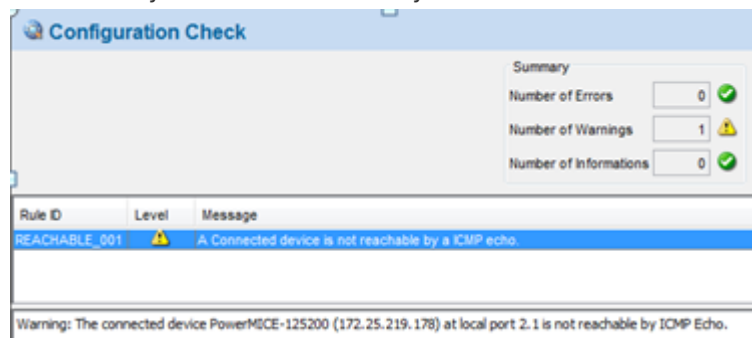 Configuration Check
Summary
Number of Errors 0
Number of Warnings 1
Number of Informations 0
Rule ID Level Message
REACHABLE_001 A Connected device is not reachable by a ICMP echo.
Warning: The connected device PowerMICE-125200 (172.25.219.178) at local port 2.1 is not reachable by ICMP Echo.